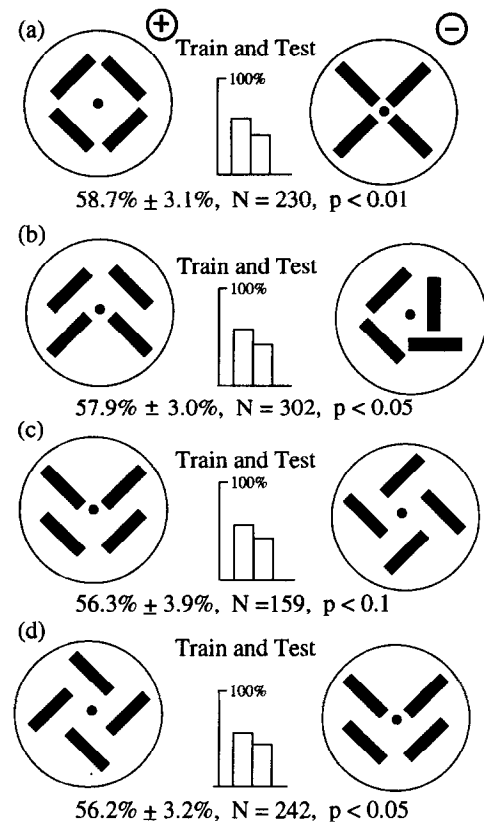 (a) + −
Train and Test
100%
58.7% ± 3.1%, N = 230, p < 0.01
(b)
Train and Test
100%
57.9% ± 3.0%, N = 302, p < 0.05
(c)
Train and Test
100%
56.3% ± 3.9%, N =159, p < 0.1
(d)
Train and Test
100%
56.2% ± 3.2%, N = 242, p < 0.05